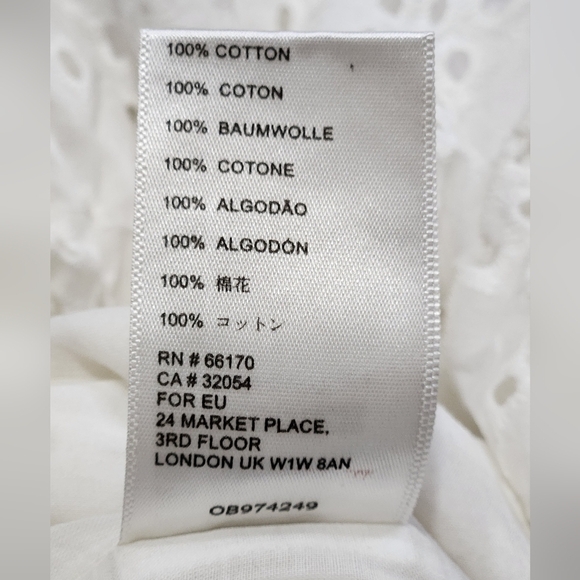 100% COTTON
100% COTON
100% BAUMWOLLE
100% COTONE
100% ALGODÃO
100% ALGODÓN
100% 棉花
100% コットン
RN # 66170
CA # 32054
FOR EU
24 MARKET PLACE,
3RD FLOOR
LONDON UK W1W 8AN
OB974249